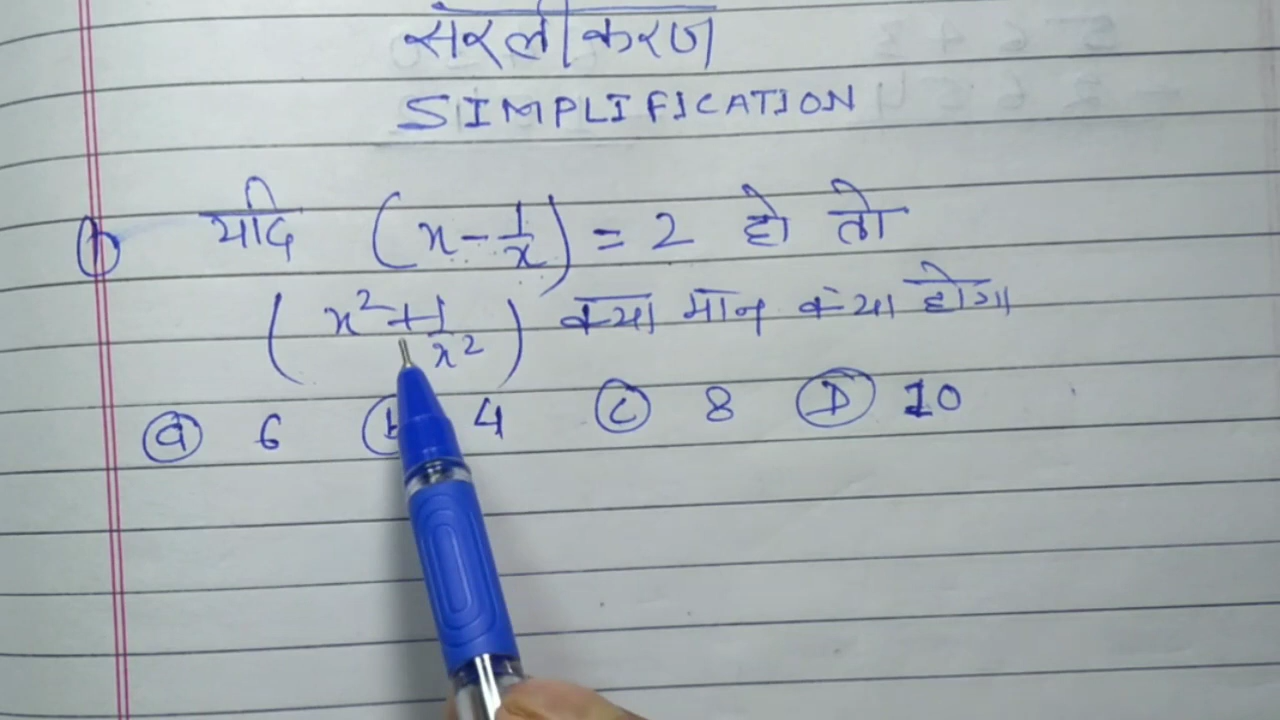 सरलीकरण
SIMPLIFICATION
1) यदि (x - 1/x) = 2 हो तो
(x² + 1/x²) क्या मान क्या होगा
a 6 b 4 C 8 D 10